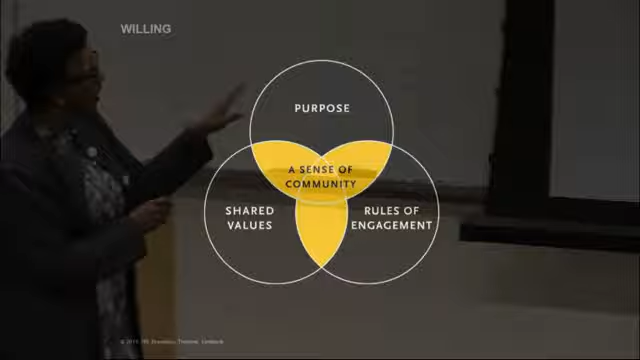 WILLING
PURPOSE
A SENSE OF
COMMUNITY
SHARED
VALUES
RULES OF
ENGAGEMENT